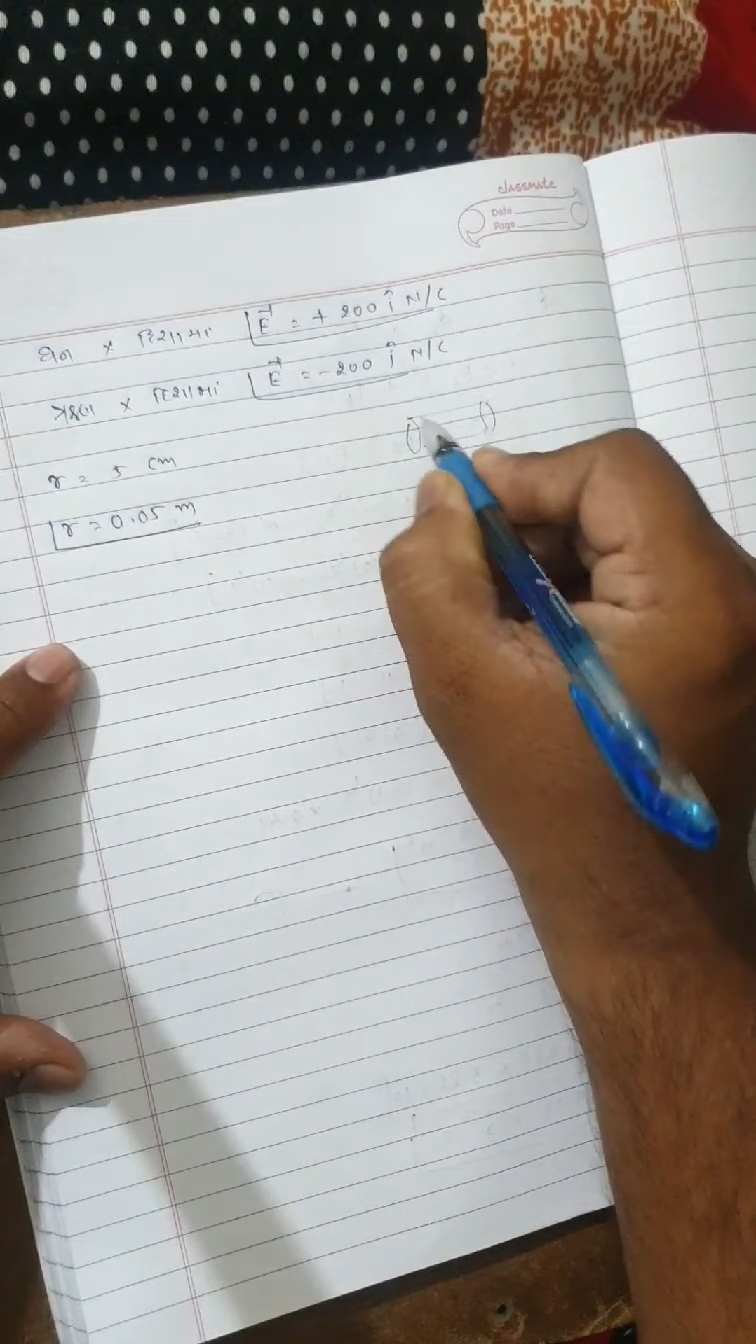 classmate
Date
Page
ધન x દિશામાં E⃗ = + 200 î N/C
ઋણ x દિશામાં E⃗ = - 200 î N/C
r = 5 cm
r = 0.05 m